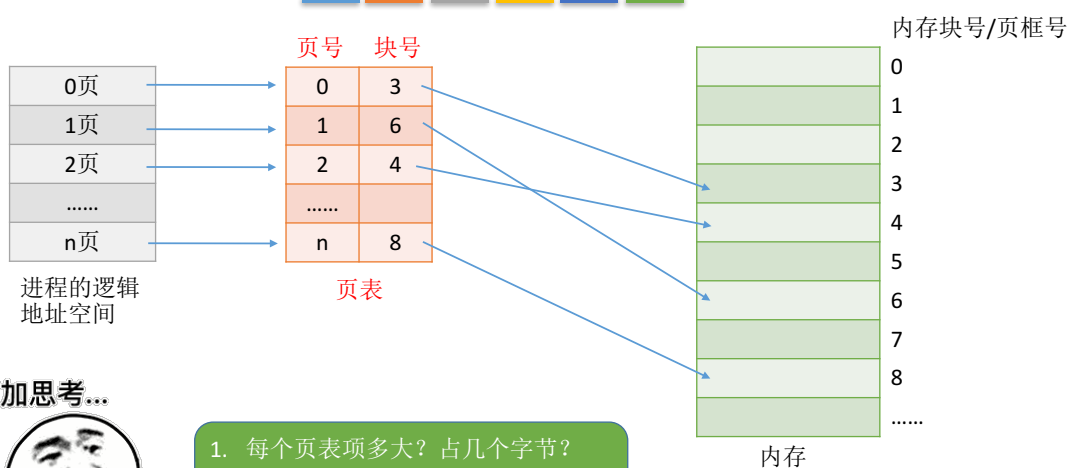 内存块号/页框号
页号 块号
0页 0 3 0
1页 1 6 1
2页 2 4 2
…… …… 3
n页 n 8 4
5
6
7
8
……
进程的逻辑
地址空间
页表
内存
加思考...
1. 每个页表项多大？占几个字节？